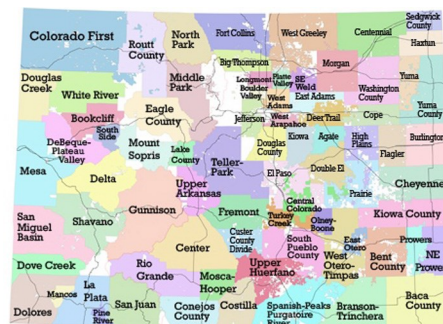 Colorado First
Routt
County
North
Park
Fort Collins
West Greeley
Centennial
Sedgwick
County
Haxtun
Big Thompson
Morgan
Douglas
Creek
White River
Middle
Park
Longmont
Boulder
Valley
Platte
Valley
SE
Weld
West
Adams
East Adams
Washington
County
Yuma
Yuma
County
Bookcliff
South
Side
Eagle
County
Jefferson
West
Arapahoe
Deer Trail
Cope
DeBeque-
Plateau
Valley
Mount
Sopris
Lake
County
Douglas
County
Kiowa
Agate
High
Plains
Burlington
Flagler
Mesa
Delta
Teller-
Park
El Paso
Double El
Cheyenne
Upper
Arkansas
Prairie
San
Miguel
Basin
Shavano
Gunnison
Fremont
Central
Colorado
Turkey
Creek
Olney-
Boone
Kiowa County
Center
Custer
County
Divide
South
Pueblo
County
East
Otero
West
Otero-
Timpas
Bent
County
Prowers
NE
Prowe
Dove Creek
Rio
Grande
Mosca-
Hooper
Upper
Huerfano
Dolores
Mancos
La
Plata
Pine
River
San Juan
Conejos
County
Costilla
Spanish-Peaks
Purgatoire
River
Branson-
Trinchera
Baca
County